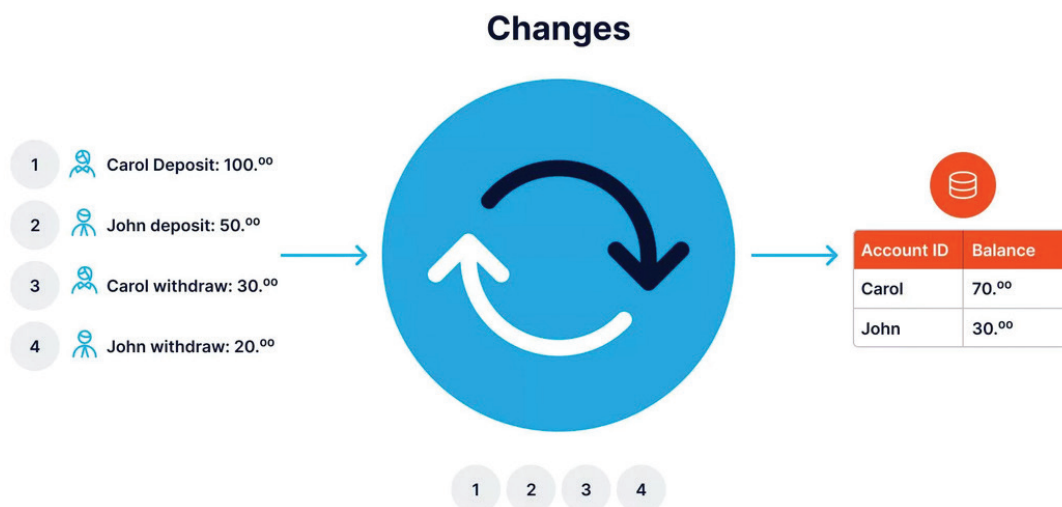 Changes
1 Carol Deposit: 100.⁰⁰
2 John deposit: 50.⁰⁰
3 Carol withdraw: 30.⁰⁰
4 John withdraw: 20.⁰⁰
Account ID Balance
Carol 70.⁰⁰
John 30.⁰⁰
1 2 3 4